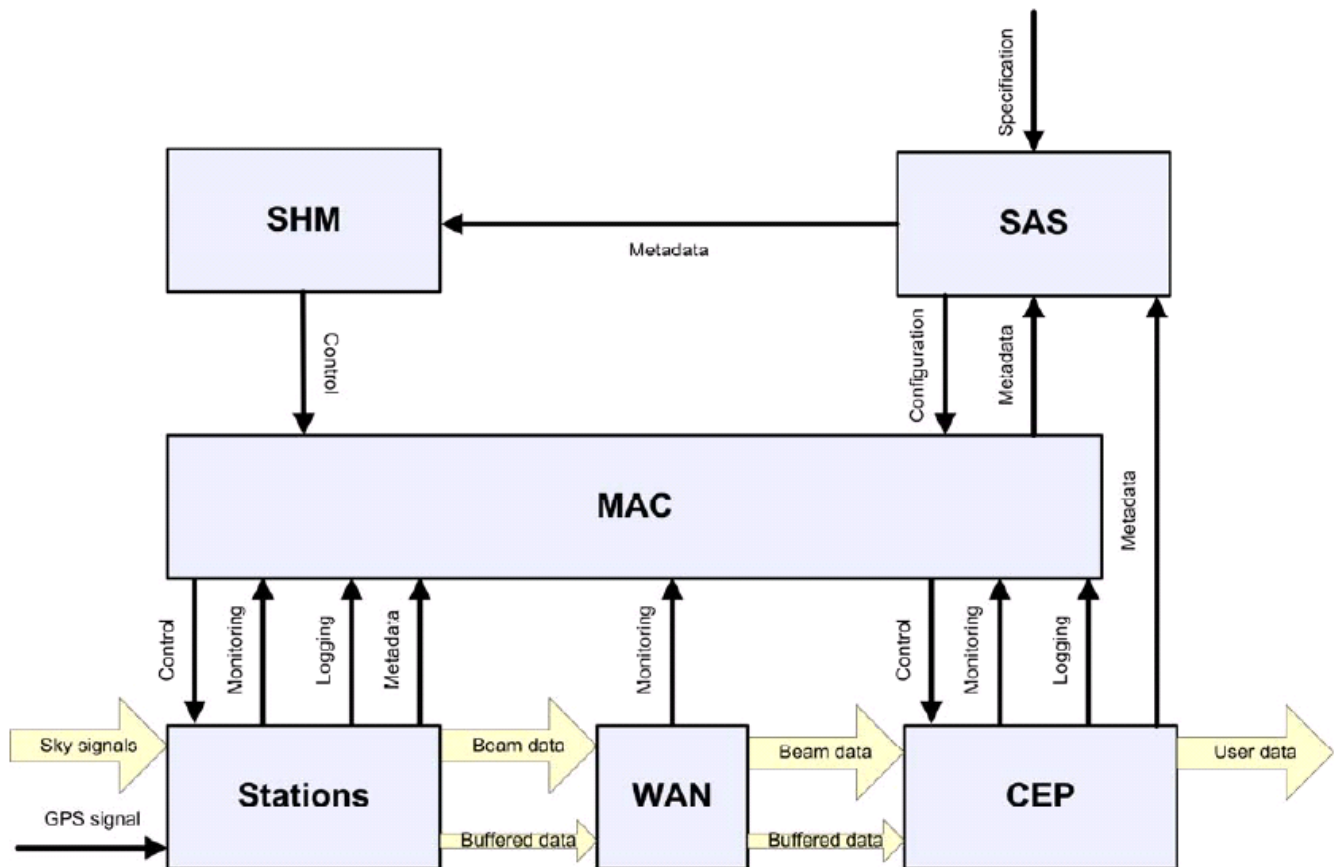 Specification
SHM
SAS
Metadata
Control
Configuration
Metadata
Metadata
MAC
Control
Monitoring
Logging
Metadata
Monitoring
Control
Monitoring
Logging
Sky signals
Beam data
Beam data
User data
Stations
WAN
CEP
GPS signal
Buffered data
Buffered data